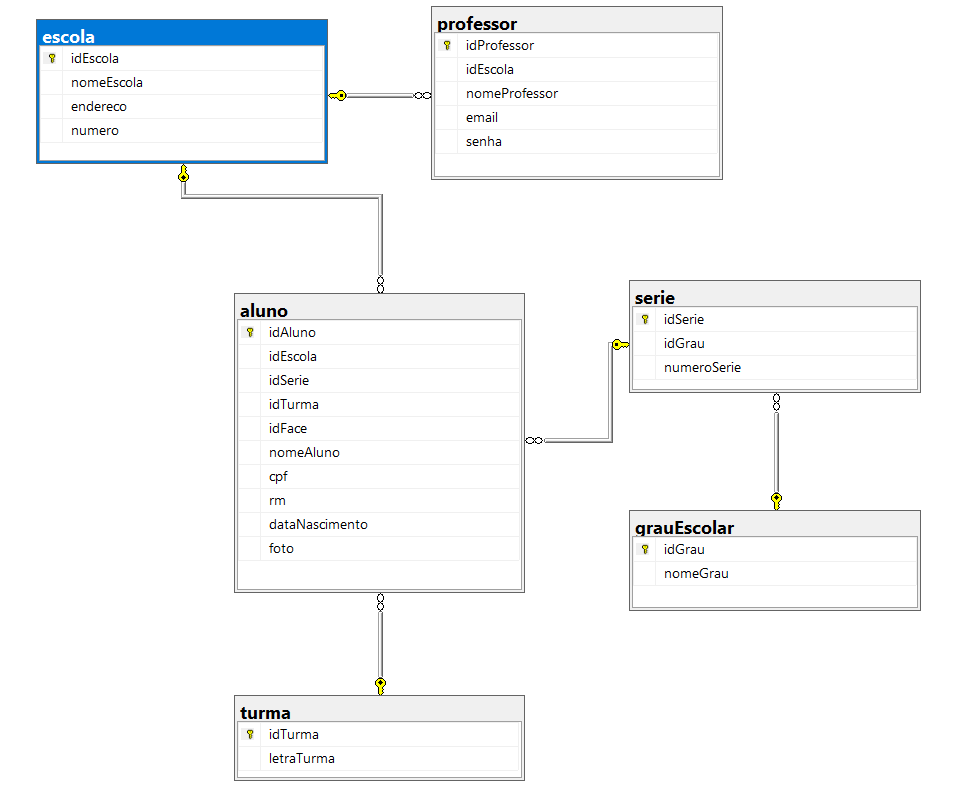 escola
idEscola
nomeEscola
endereco
numero
professor
idProfessor
idEscola
nomeProfessor
email
senha
aluno
idAluno
idEscola
idSerie
idTurma
idFace
nomeAluno
cpf
rm
dataNascimento
foto
serie
idSerie
idGrau
numeroSerie
grauEscolar
idGrau
nomeGrau
turma
idTurma
letraTurma